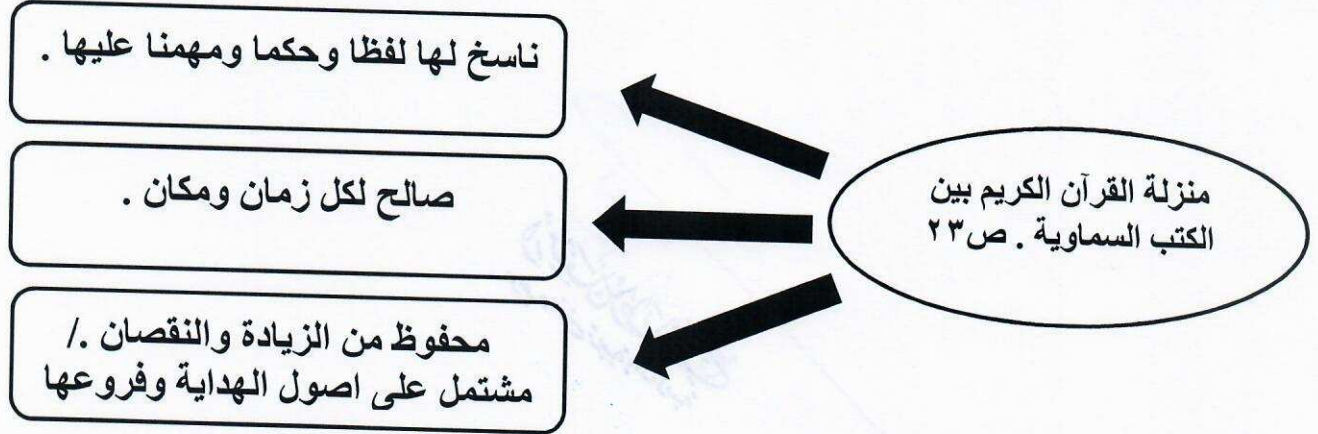 منزلة القرآن الكريم بين
الكتب السماوية . ص٢٣
ناسخ لها لفظا وحكما ومهمنا عليها .
صالح لكل زمان ومكان .
محفوظ من الزيادة والنقصان ./
مشتمل على اصول الهداية وفروعها